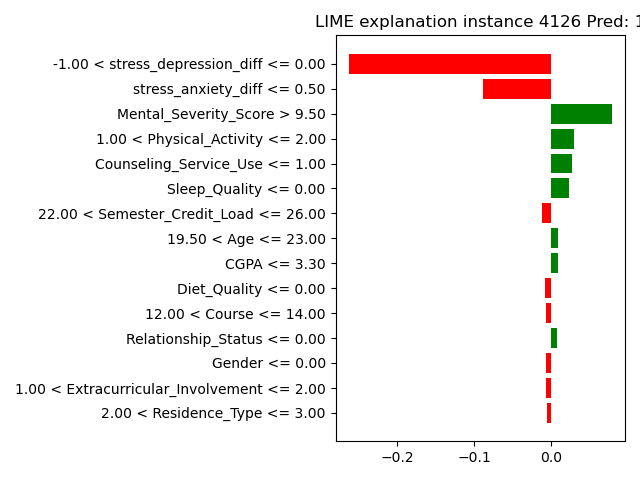 LIME explanation instance 4126 Pred: 1
-1.00 < stress_depression_diff <= 0.00
stress_anxiety_diff <= 0.50
Mental_Severity_Score > 9.50
1.00 < Physical_Activity <= 2.00
Counseling_Service_Use <= 1.00
Sleep_Quality <= 0.00
22.00 < Semester_Credit_Load <= 26.00
19.50 < Age <= 23.00
CGPA <= 3.30
Diet_Quality <= 0.00
12.00 < Course <= 14.00
Relationship_Status <= 0.00
Gender <= 0.00
1.00 < Extracurricular_Involvement <= 2.00
2.00 < Residence_Type <= 3.00
−0.2 −0.1 0.0